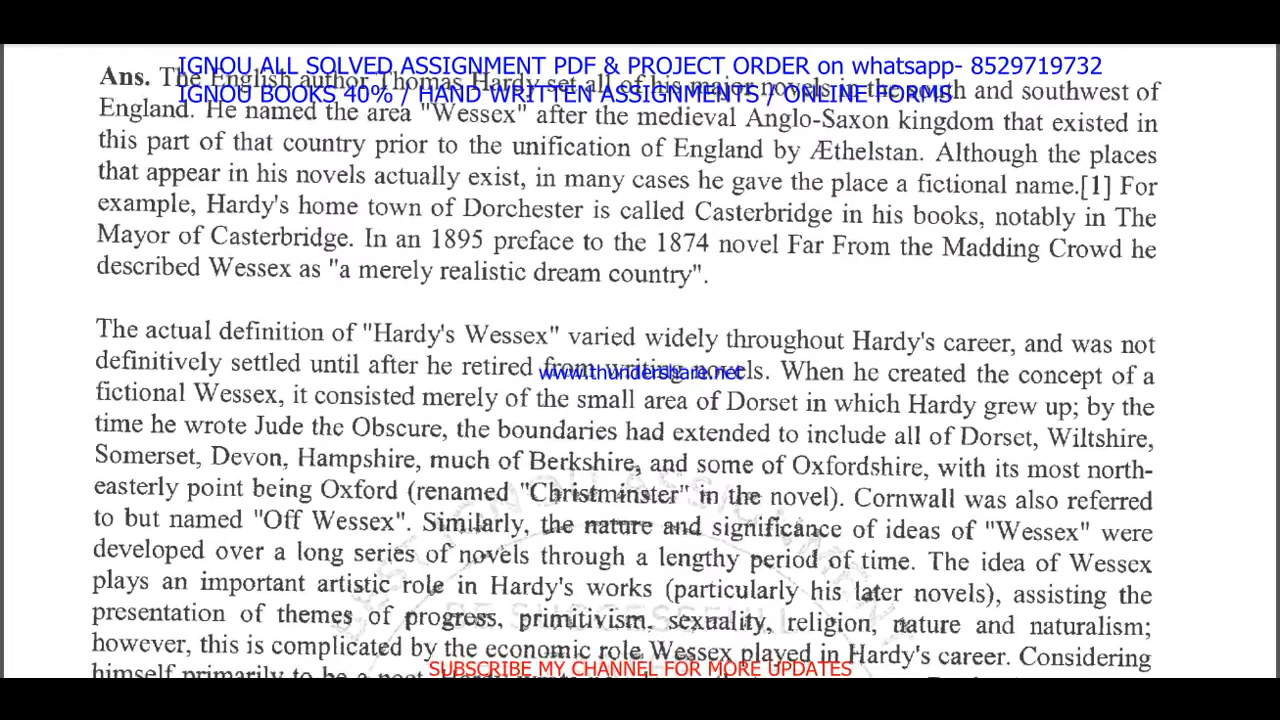 IGNOU ALL SOLVED ASSIGNMENT PDF & PROJECT ORDER on whatsapp- 8529719732
Ans. The English author Thomas Hardy set all of his major novels in the south and southwest of
IGNOU BOOKS 40% / HAND WRITTEN ASSIGNMENTS / ONLINE FORMS
England. He named the area "Wessex" after the medieval Anglo-Saxon kingdom that existed in
this part of that country prior to the unification of England by Æthelstan. Although the places
that appear in his novels actually exist, in many cases he gave the place a fictional name.[1] For
example, Hardy's home town of Dorchester is called Casterbridge in his books, notably in The
Mayor of Casterbridge. In an 1895 preface to the 1874 novel Far From the Madding Crowd he
described Wessex as "a merely realistic dream country".
The actual definition of "Hardy's Wessex" varied widely throughout Hardy's career, and was not
definitively settled until after he retired from writing novels. When he created the concept of a
www.thundershare.net
fictional Wessex, it consisted merely of the small area of Dorset in which Hardy grew up; by the
time he wrote Jude the Obscure, the boundaries had extended to include all of Dorset, Wiltshire,
Somerset, Devon, Hampshire, much of Berkshire, and some of Oxfordshire, with its most north-
easterly point being Oxford (renamed "Christminster" in the novel). Cornwall was also referred
to but named "Off Wessex". Similarly, the nature and significance of ideas of "Wessex" were
developed over a long series of novels through a lengthy period of time. The idea of Wessex
plays an important artistic role in Hardy's works (particularly his later novels), assisting the
presentation of themes of progress, primitivism, sexuality, religion, nature and naturalism;
BE SUCCESSFULL
however, this is complicated by the economic role Wessex played in Hardy's career. Considering
himself primarily to be a poet
SUBSCRIBE MY CHANNEL FOR MORE UPDATES